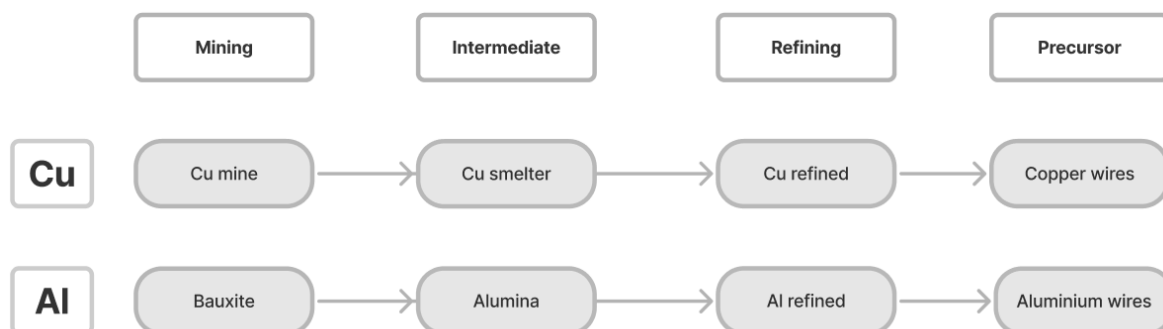 Mining
Intermediate
Refining
Precursor
Cu
Cu mine
Cu smelter
Cu refined
Copper wires
Al
Bauxite
Alumina
Al refined
Aluminium wires